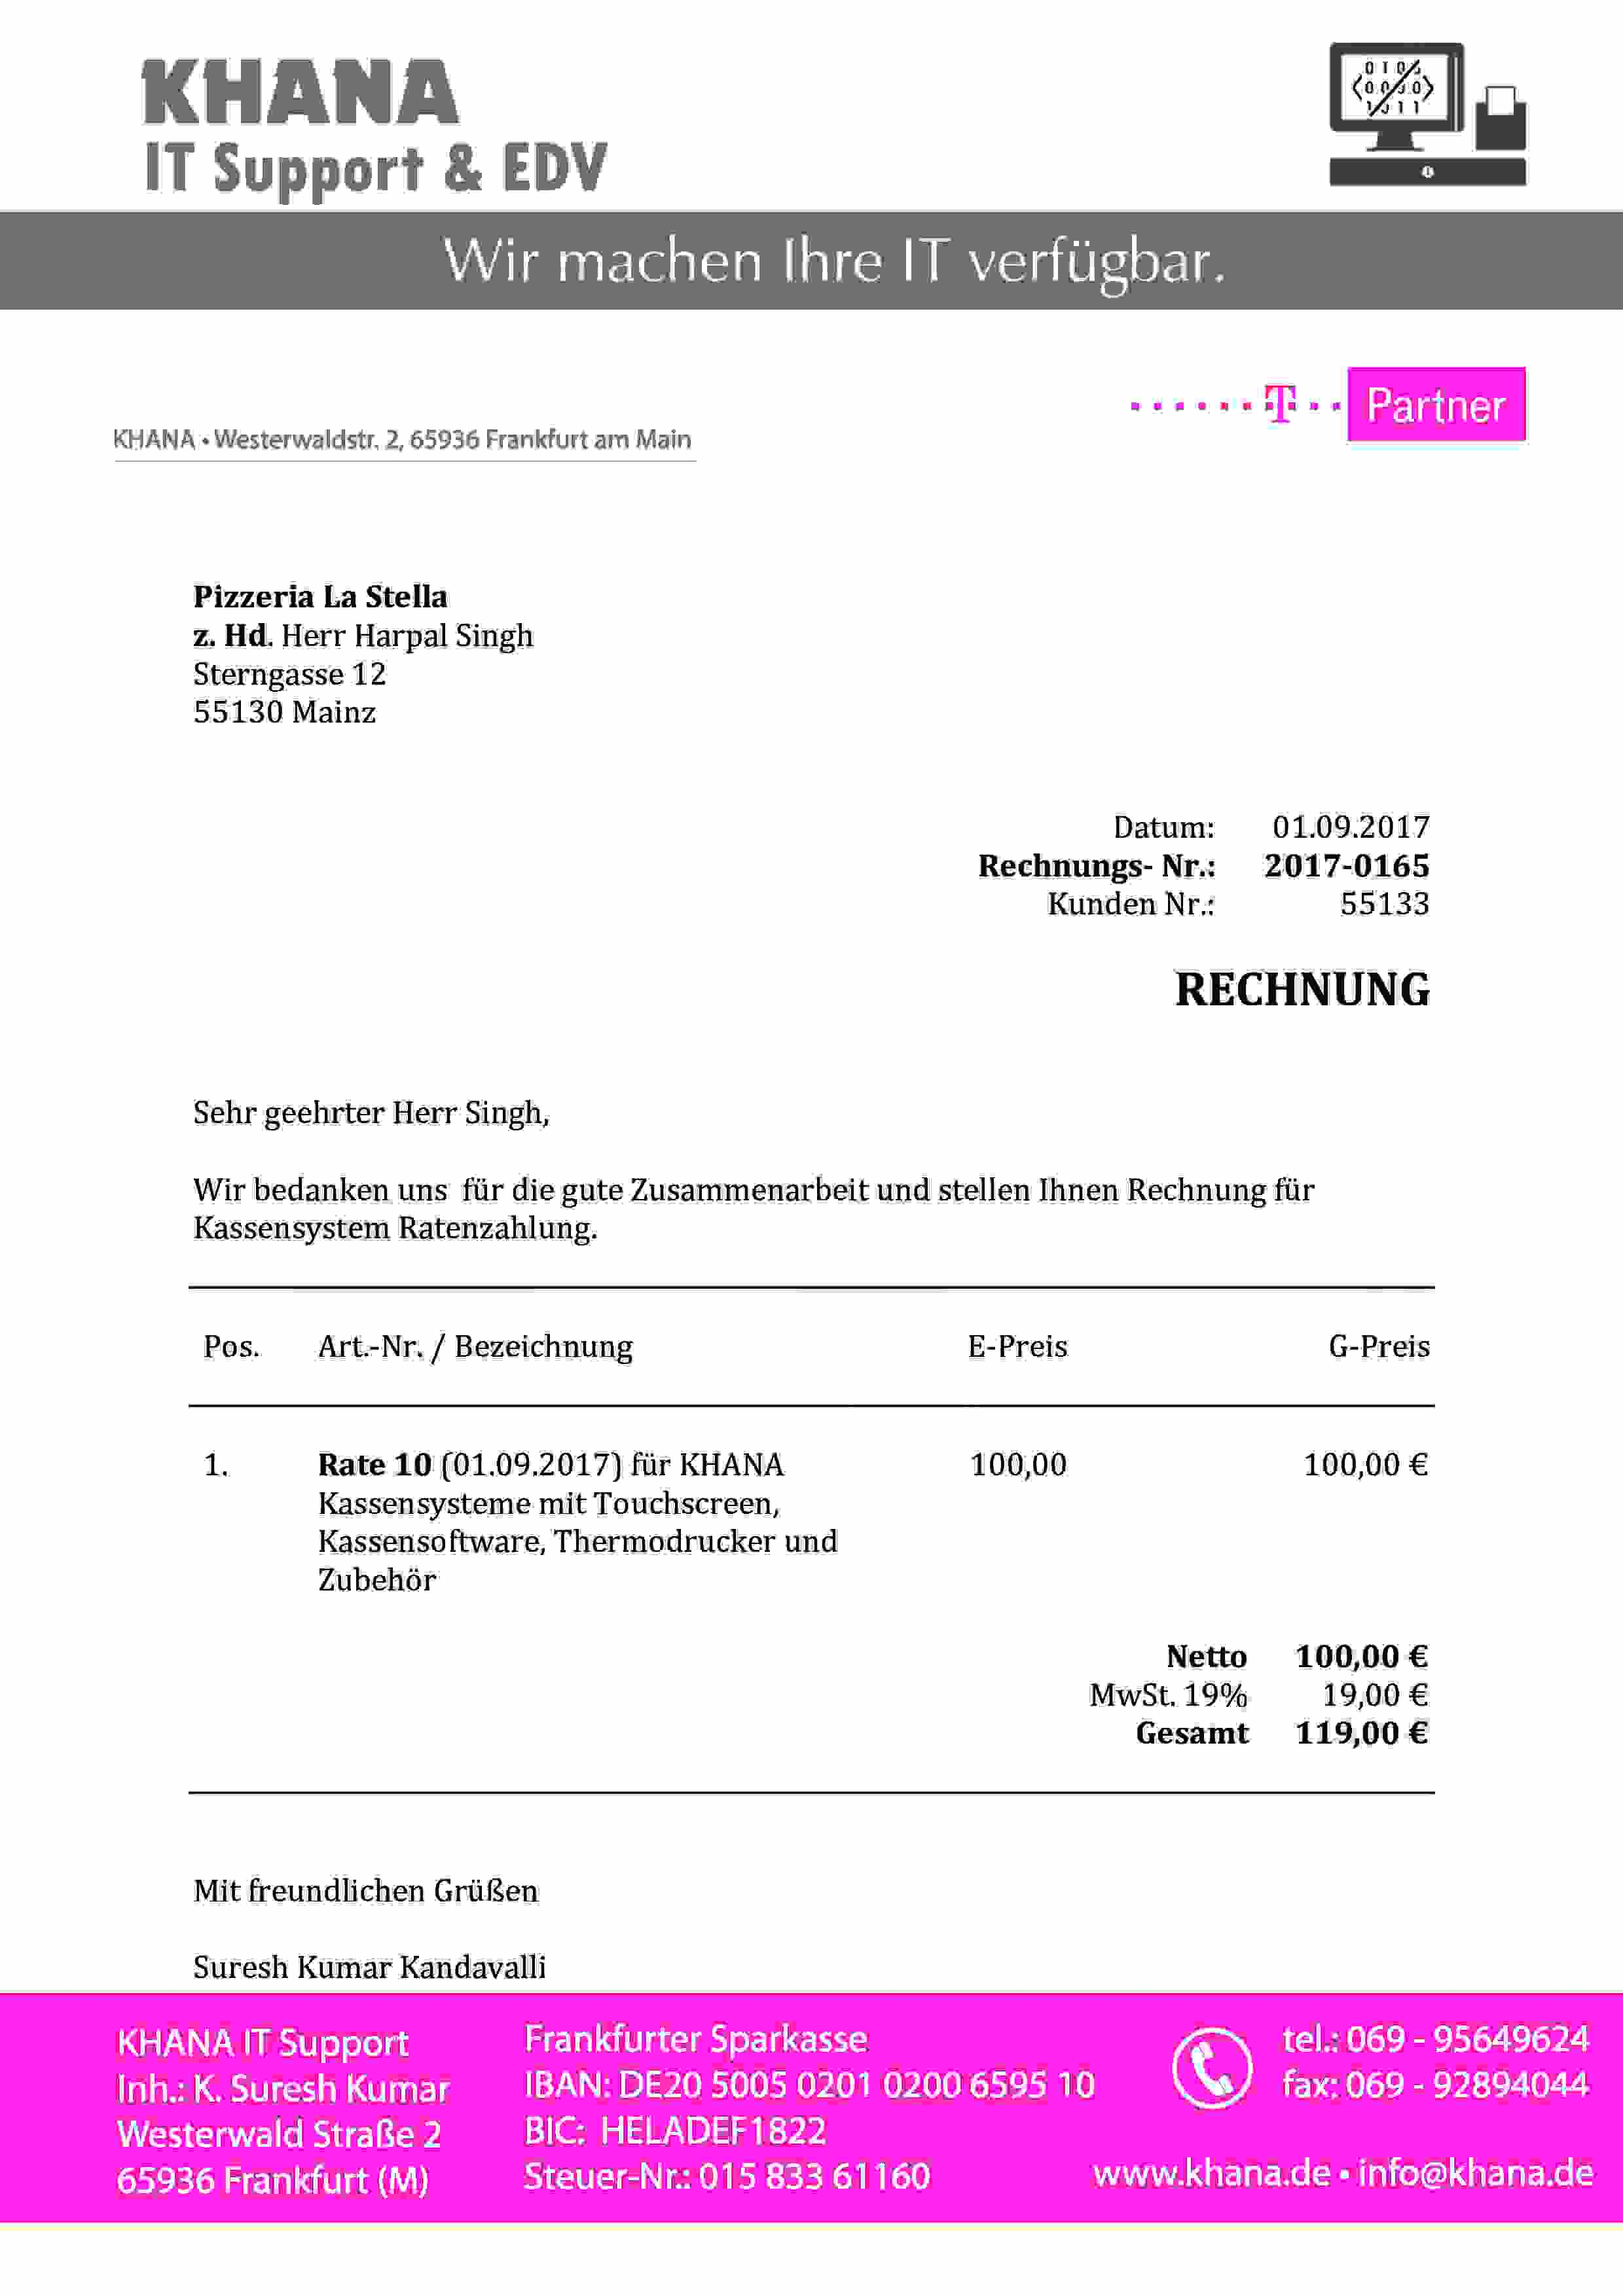 KHANA
IT Support & EDV
Wir machen Ihre IT verfügbar.
T Partner
KHANA • Westerwaldstr. 2, 65936 Frankfurt am Main
Pizzeria La Stella
z. Hd. Herr Harpal Singh
Sterngasse 12
55130 Mainz
Datum: 01.09.2017
Rechnungs- Nr.: 2017-0165
Kunden Nr.: 55133
RECHNUNG
Sehr geehrter Herr Singh,
Wir bedanken uns für die gute Zusammenarbeit und stellen Ihnen Rechnung für
Kassensystem Ratenzahlung.
Pos. Art.-Nr. / Bezeichnung E-Preis G-Preis
1. Rate 10 (01.09.2017) für KHANA 100,00 100,00 €
Kassensysteme mit Touchscreen,
Kassensoftware, Thermodrucker und
Zubehör
Netto 100,00 €
MwSt. 19% 19,00 €
Gesamt 119,00 €
Mit freundlichen Grüßen
Suresh Kumar Kandavalli
KHANA IT Support
Inh.: K. Suresh Kumar
Westerwald Straße 2
65936 Frankfurt (M)
Frankfurter Sparkasse
IBAN: DE20 5005 0201 0200 6595 10
BIC: HELADEF1822
Steuer-Nr.: 015 833 61160
tel.: 069 - 95649624
fax: 069 - 92894044
www.khana.de • info@khana.de